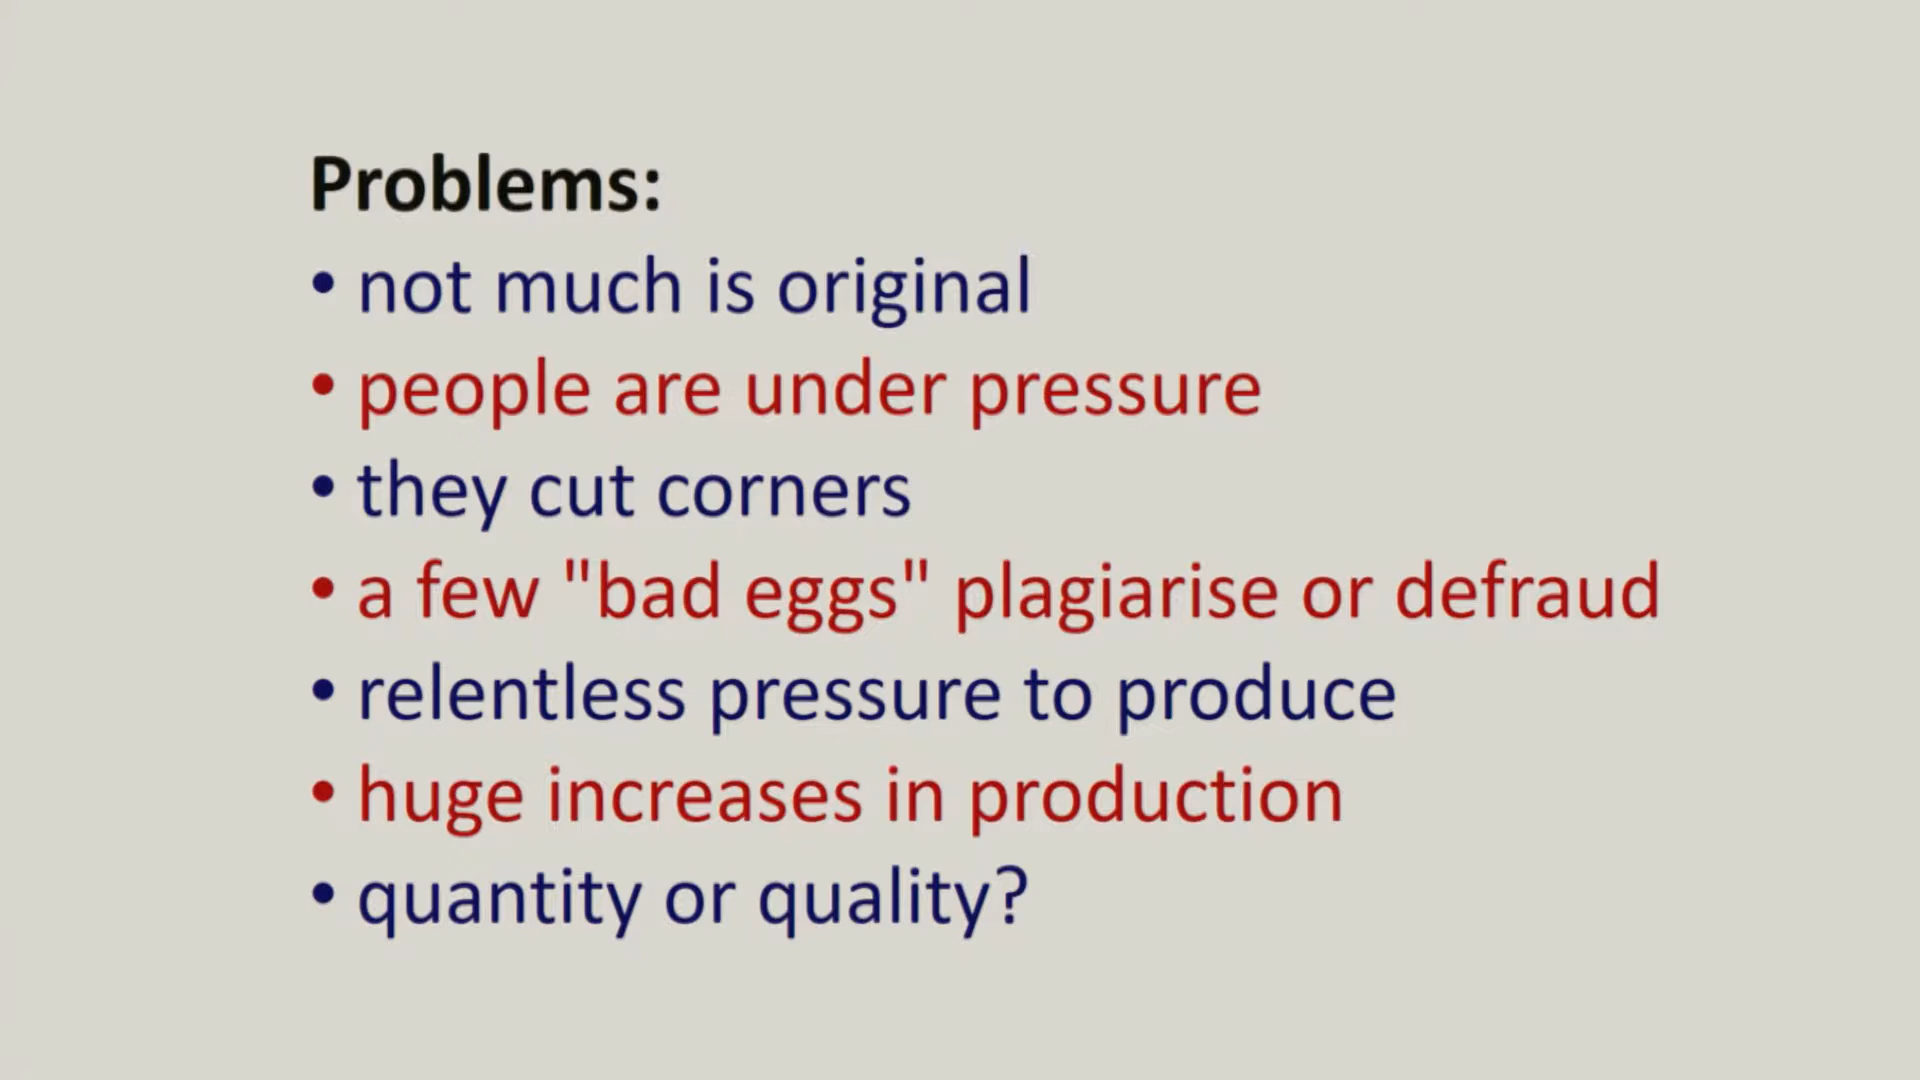 Problems:
• not much is original
• people are under pressure
• they cut corners
• a few "bad eggs" plagiarise or defraud
• relentless pressure to produce
• huge increases in production
• quantity or quality?